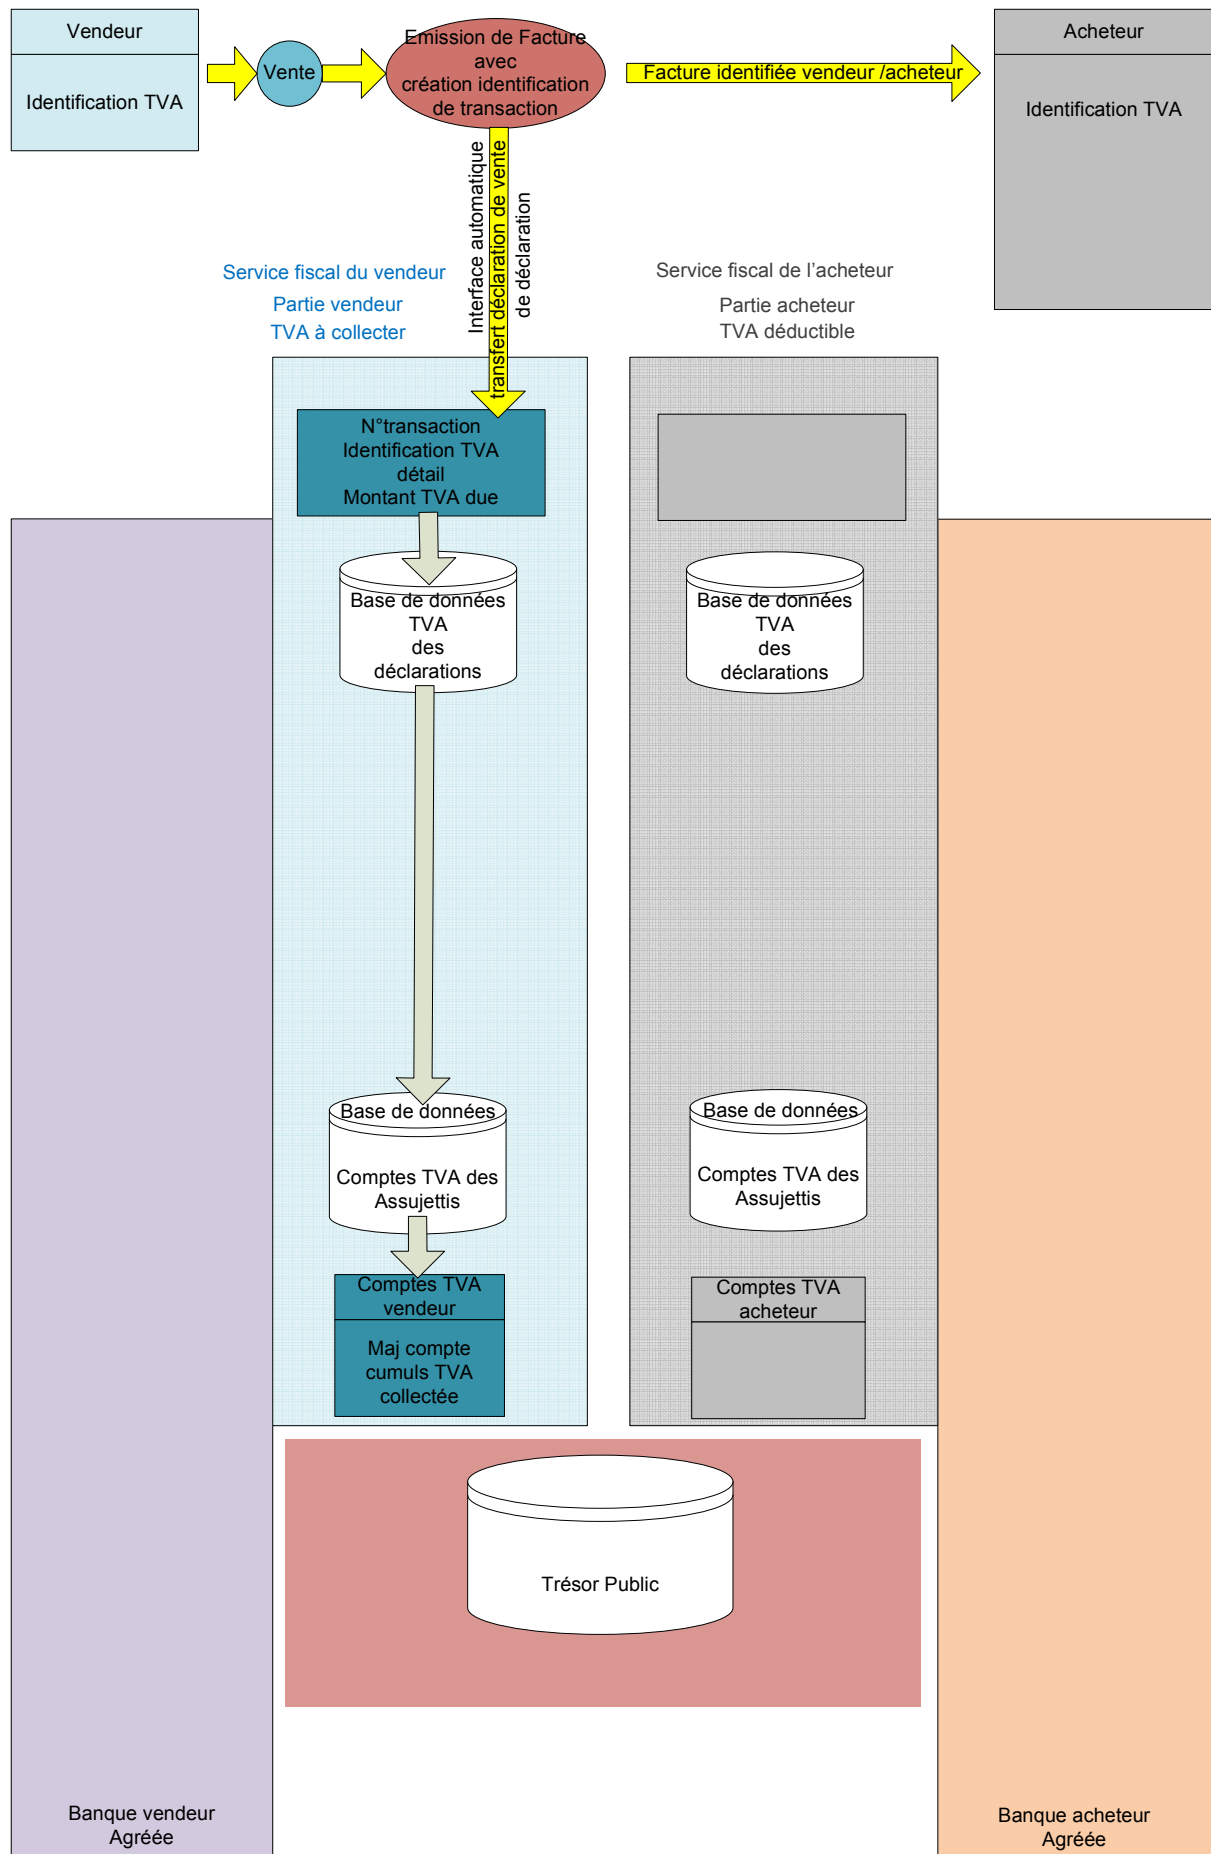 Vendeur
Identification TVA
Vente
Emission de Facture
avec
création identification
de transaction
Facture identifiée vendeur /acheteur
Acheteur
Identification TVA
Interface automatique
transfert déclaration de vente
de déclaration
Service fiscal du vendeur
Partie vendeur
TVA à collecter
Service fiscal de l’acheteur
Partie acheteur
TVA déductible
N°transaction
Identification TVA
détail
Montant TVA due
Base de données
TVA
des
déclarations
Base de données
TVA
des
déclarations
Base de données
Comptes TVA des
Assujettis
Base de données
Comptes TVA des
Assujettis
Comptes TVA
vendeur
Maj compte
cumuls TVA
collectée
Comptes TVA
acheteur
Trésor Public
Banque vendeur
Agréée
Banque acheteur
Agréée